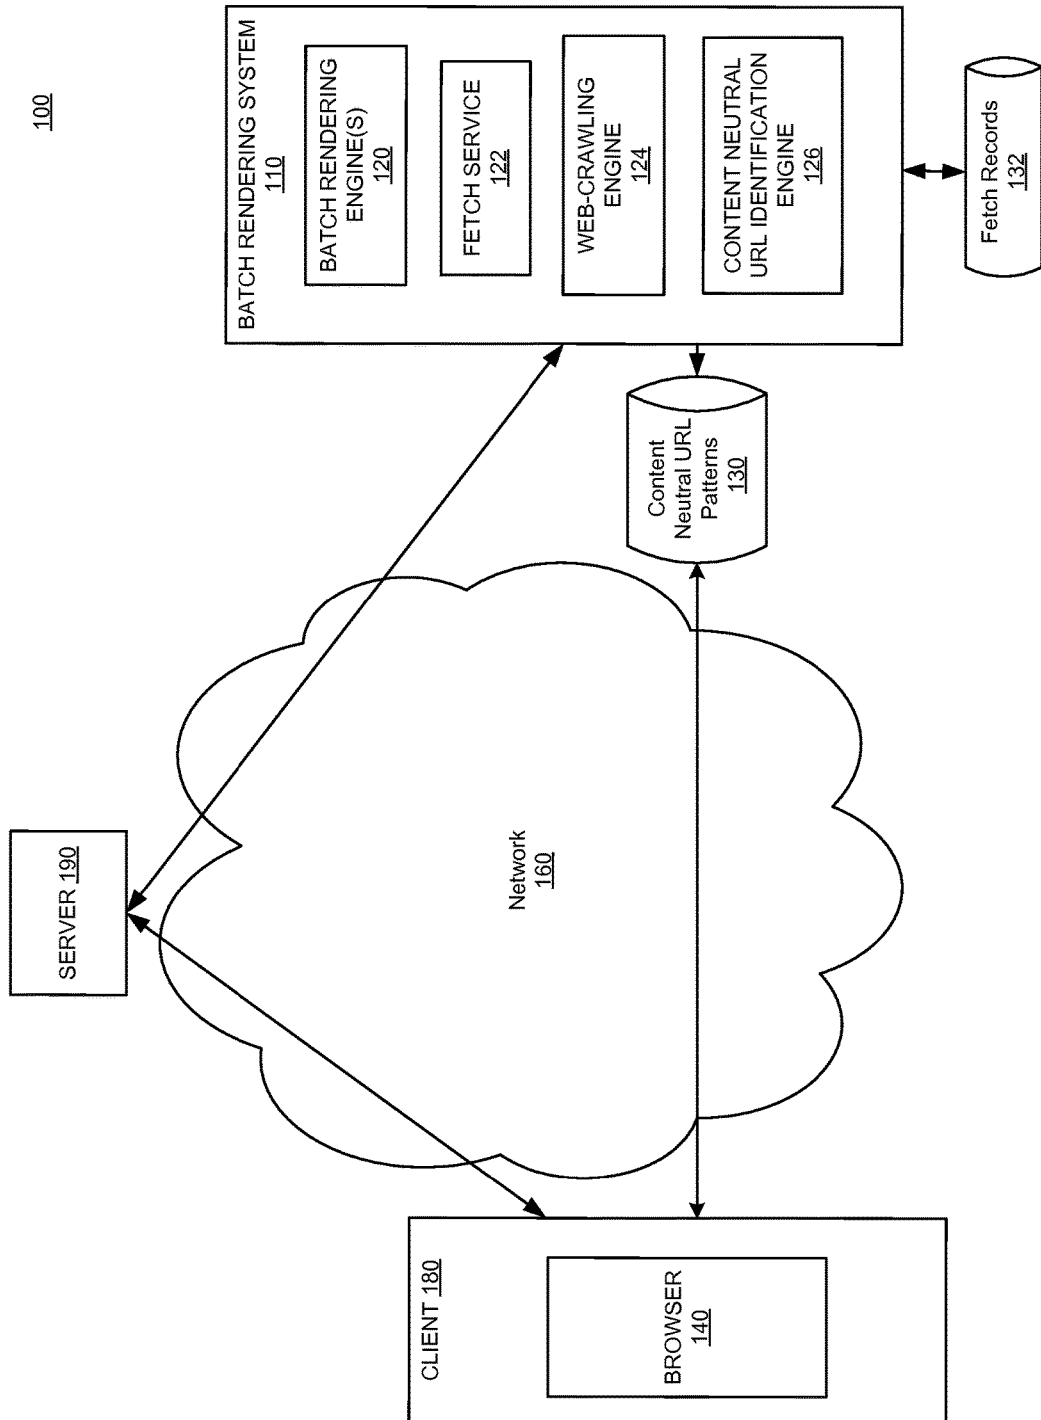 100
SERVER 190
CLIENT 180
BROWSER
140
Network
160
Content
Neutral URL
Patterns
130
BATCH RENDERING SYSTEM
110
BATCH RENDERING
ENGINE(S)
120
FETCH SERVICE
122
WEB-CRAWLING
ENGINE
124
CONTENT NEUTRAL
URL IDENTIFICATION
ENGINE
126
Fetch Records
132